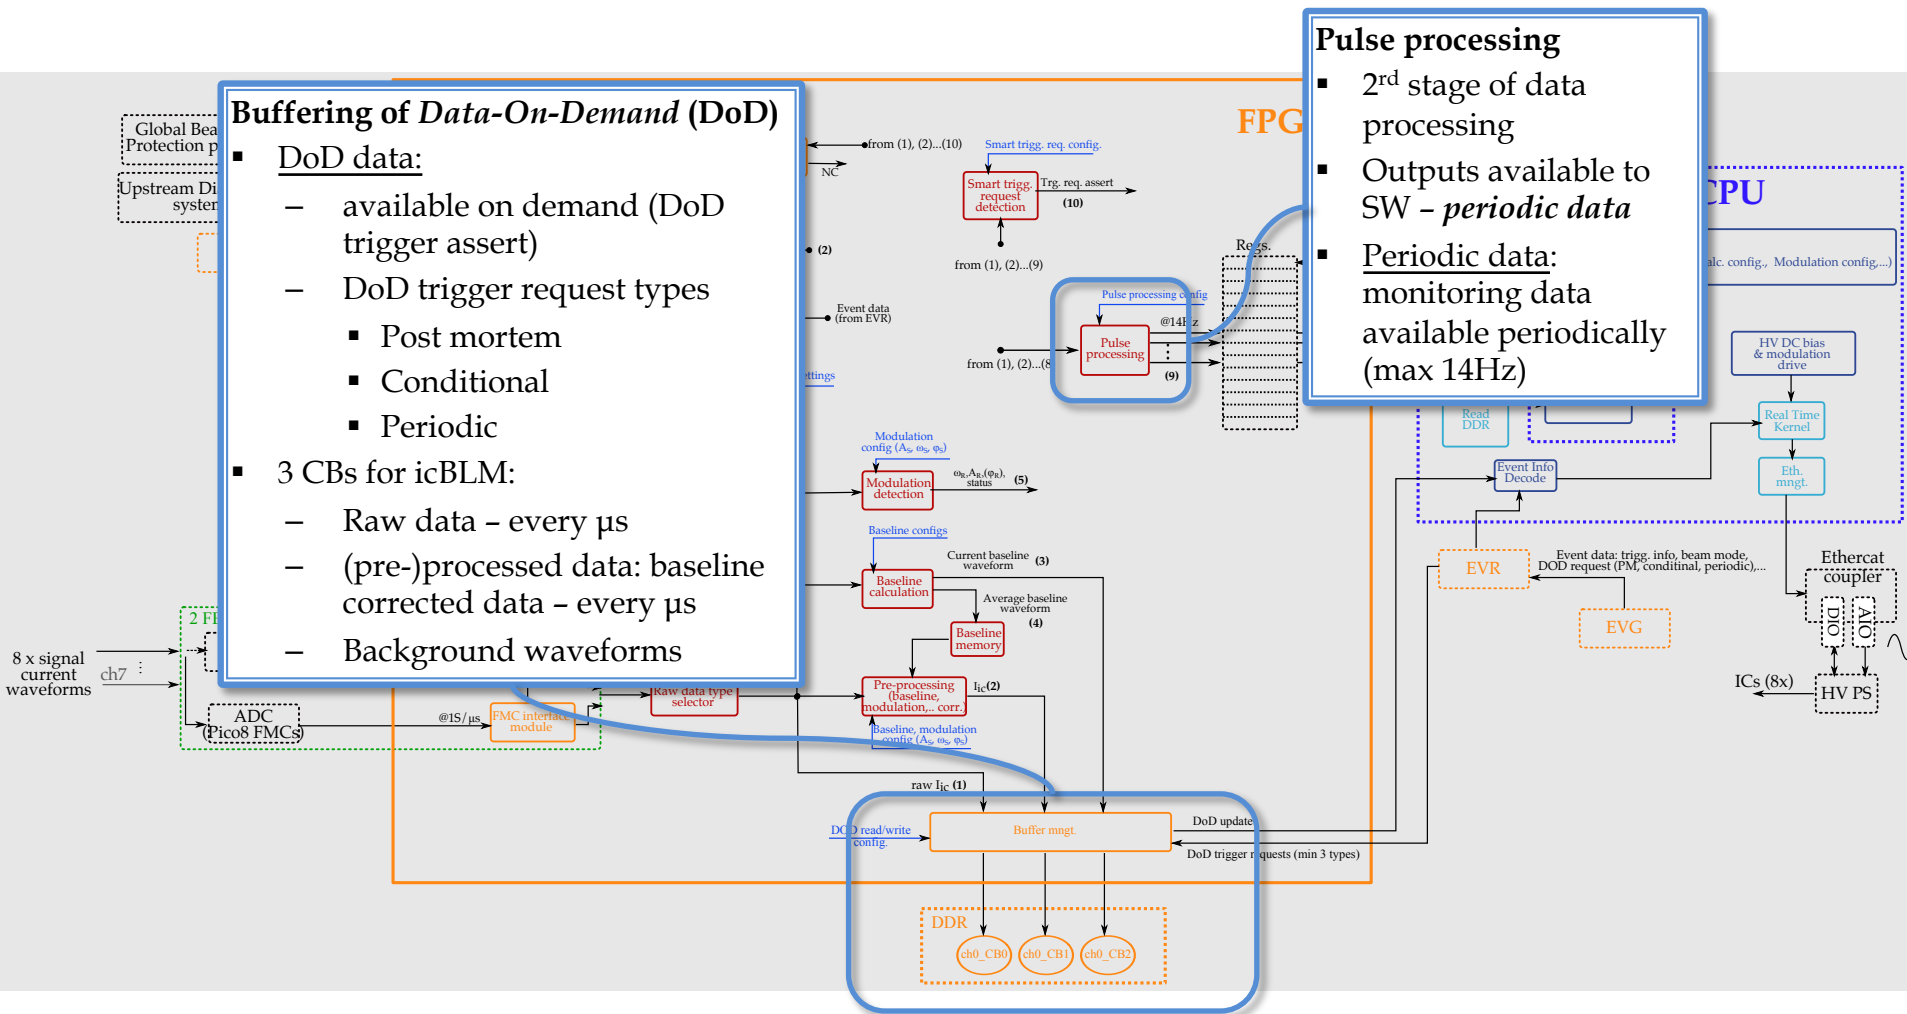 Buffering of Data-On-Demand (DoD)
▪ DoD data:
– available on demand (DoD
trigger assert)
– DoD trigger request types
▪ Post mortem
▪ Conditional
▪ Periodic
▪ 3 CBs for icBLM:
– Raw data – every μs
– (pre-)processed data: baseline
corrected data – every μs
– Background waveforms
Pulse processing
▪ 2rd stage of data
processing
▪ Outputs available to
SW – periodic data
▪ Periodic data:
monitoring data
available periodically
(max 14Hz)
Global Bea
Protection p
Upstream Di
system
FPG
CPU
from (1), (2)...(10)
NC
(2)
Event data
(from EVR)
ettings
Smart trigg. req. config.
Smart trigg.
request
detection
Trg. req. assert
(10)
from (1), (2)...(9)
Pulse processing config
@14Hz
Pulse
processing
from (1), (2)...(8
(9)
Regs.
alc. config., Modulation config,...)
HV DC bias
& modulation
drive
Read
DDR
Real Time
Kernel
Event Info
Decode
Eth.
mngt.
Modulation
config (AS, ωS, φS)
Modulation
detection
ωR,AR,(φR),
status
(5)
Baseline configs
Baseline
calculation
Current baseline
waveform
(3)
Average baseline
waveform
(4)
Baseline
memory
EVR
Event data: trigg. info, beam mode,
DOD request (PM, conditinal, periodic),...
EVG
Ethercat
coupler
DIO
AIO
ICs (8x)
HV PS
2 F
8 x signal
current
waveforms
ch7
ADC
(Pico8 FMCs)
@1S/μs
FMC interface
module
Raw data type
selector
Pre-processing
(baseline,
modulation,.. corr.)
Iic(2)
Baseline, modulation
config (AS, ωS, φS)
raw Iic (1)
DOD read/write
config.
Buffer mngt.
DoD update
DoD trigger requests (min 3 types)
DDR
ch0_CB0
ch0_CB1
ch0_CB2